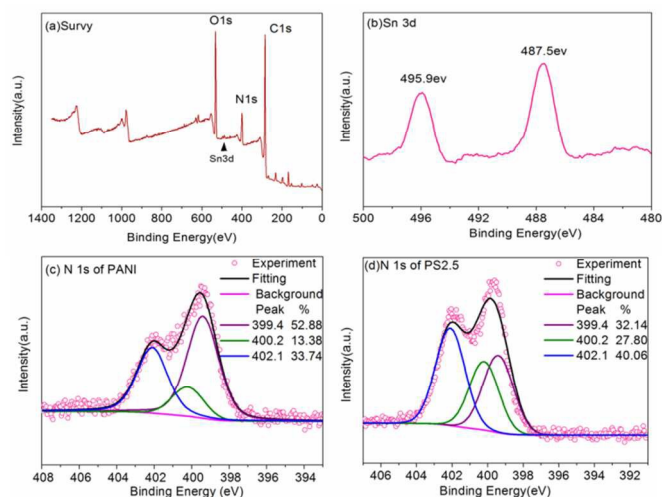 (a)Survy
O1s
C1s
N1s
Sn3d
Intensity(a.u.)
1400 1200 1000 800 600 400 200 0
Binding Energy(eV)
(b)Sn 3d
487.5ev
495.9ev
Intensity(a.u.)
500 496 492 488 484 480
Binding Energy(eV)
(c) N 1s of PANI
Experiment
Fitting
Background
Peak %
399.4 52.88
400.2 13.38
402.1 33.74
Intensity(a.u.)
408 406 404 402 400 398 396 394
Binding Energy (eV)
(d)N 1s of PS2.5
Experiment
Fitting
Background
Peak %
399.4 32.14
400.2 27.80
402.1 40.06
Intensity(a.u.)
406 404 402 400 398 396 394 392
Binding Energy (eV)